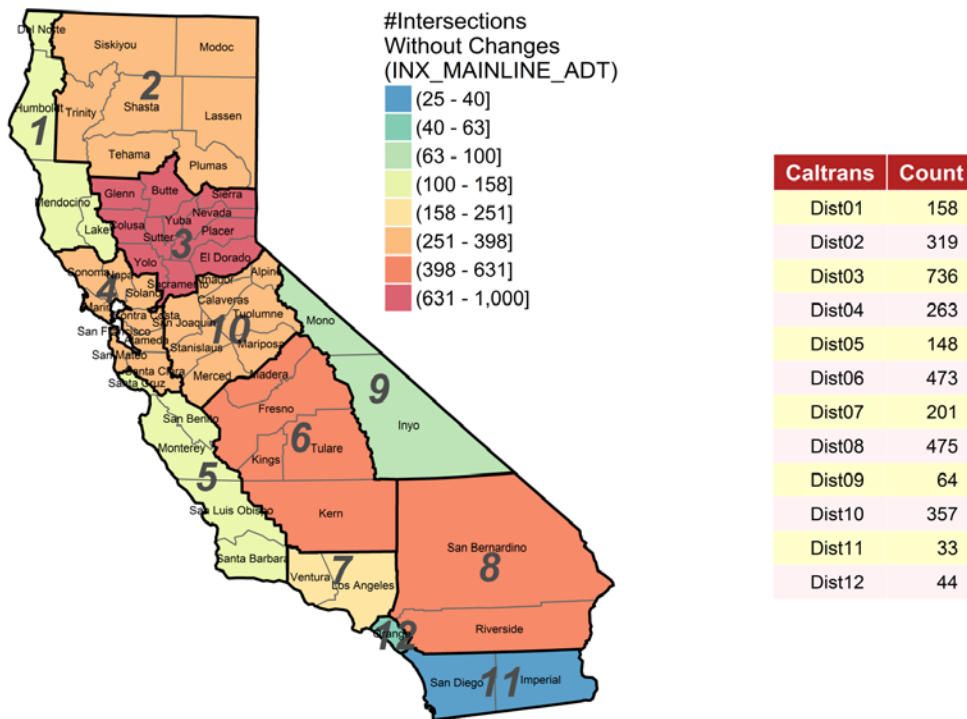 #Intersections
Without Changes
(INX_MAINLINE_ADT)
(25 - 40]
(40 - 63]
(63 - 100]
(100 - 158]
(158 - 251]
(251 - 398]
(398 - 631]
(631 - 1,000]
Del Norte
Siskiyou
Modoc
2
Humboldt
Trinity
Shasta
Lassen
1
Tehama
Plumas
Mendocino
Lake
Glenn
Butte
Sierra
Colusa
Yuba
Nevada
Sutter
Placer
3
Yolo
El Dorado
Sacramento
Sonoma
Napa
Solano
4
Marin
Contra Costa
San Francisco
Alameda
San Mateo
Santa Clara
Santa Cruz
Amador
Alpine
Calaveras
San Joaquin
Tuolumne
10
Stanislaus
Mariposa
Merced
Mono
9
Inyo
Madera
Fresno
6
Kings
Tulare
Kern
San Benito
Monterey
5
San Luis Obispo
Santa Barbara
7
Ventura
Los Angeles
San Bernardino
8
Riverside
12
Orange
San Diego
11
Imperial
Caltrans Count
Dist01 158
Dist02 319
Dist03 736
Dist04 263
Dist05 148
Dist06 473
Dist07 201
Dist08 475
Dist09 64
Dist10 357
Dist11 33
Dist12 44